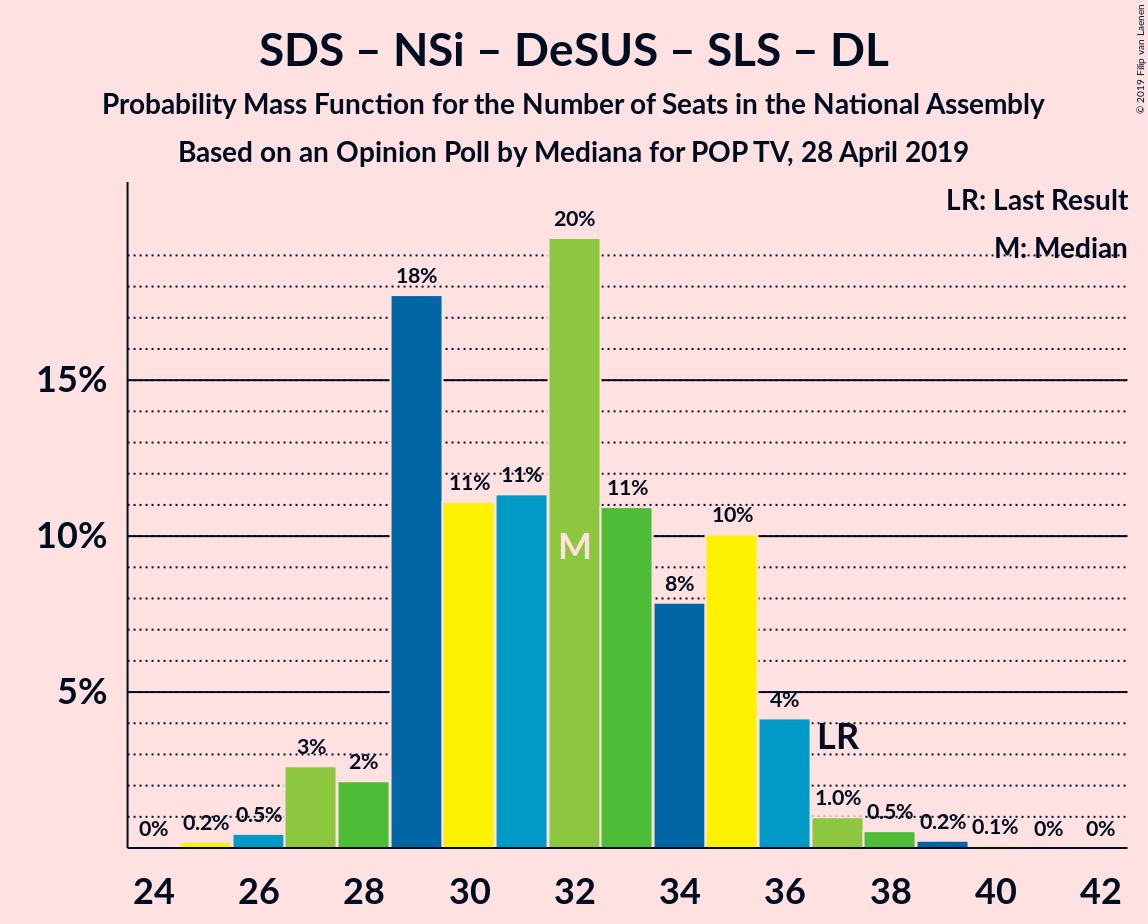 SDS – NSi – DeSUS – SLS – DL
Probability Mass Function for the Number of Seats in the National Assembly
Based on an Opinion Poll by Mediana for POP TV, 28 April 2019
© 2019 Filip van Laenen
LR: Last Result
M: Median
15%
10%
5%
0%
0.2%
0.5%
3%
2%
18%
11%
11%
20%
11%
8%
10%
4%
1.0%
0.5%
0.2%
0.1%
0%
0%
M
LR
24 26 28 30 32 34 36 38 40 42